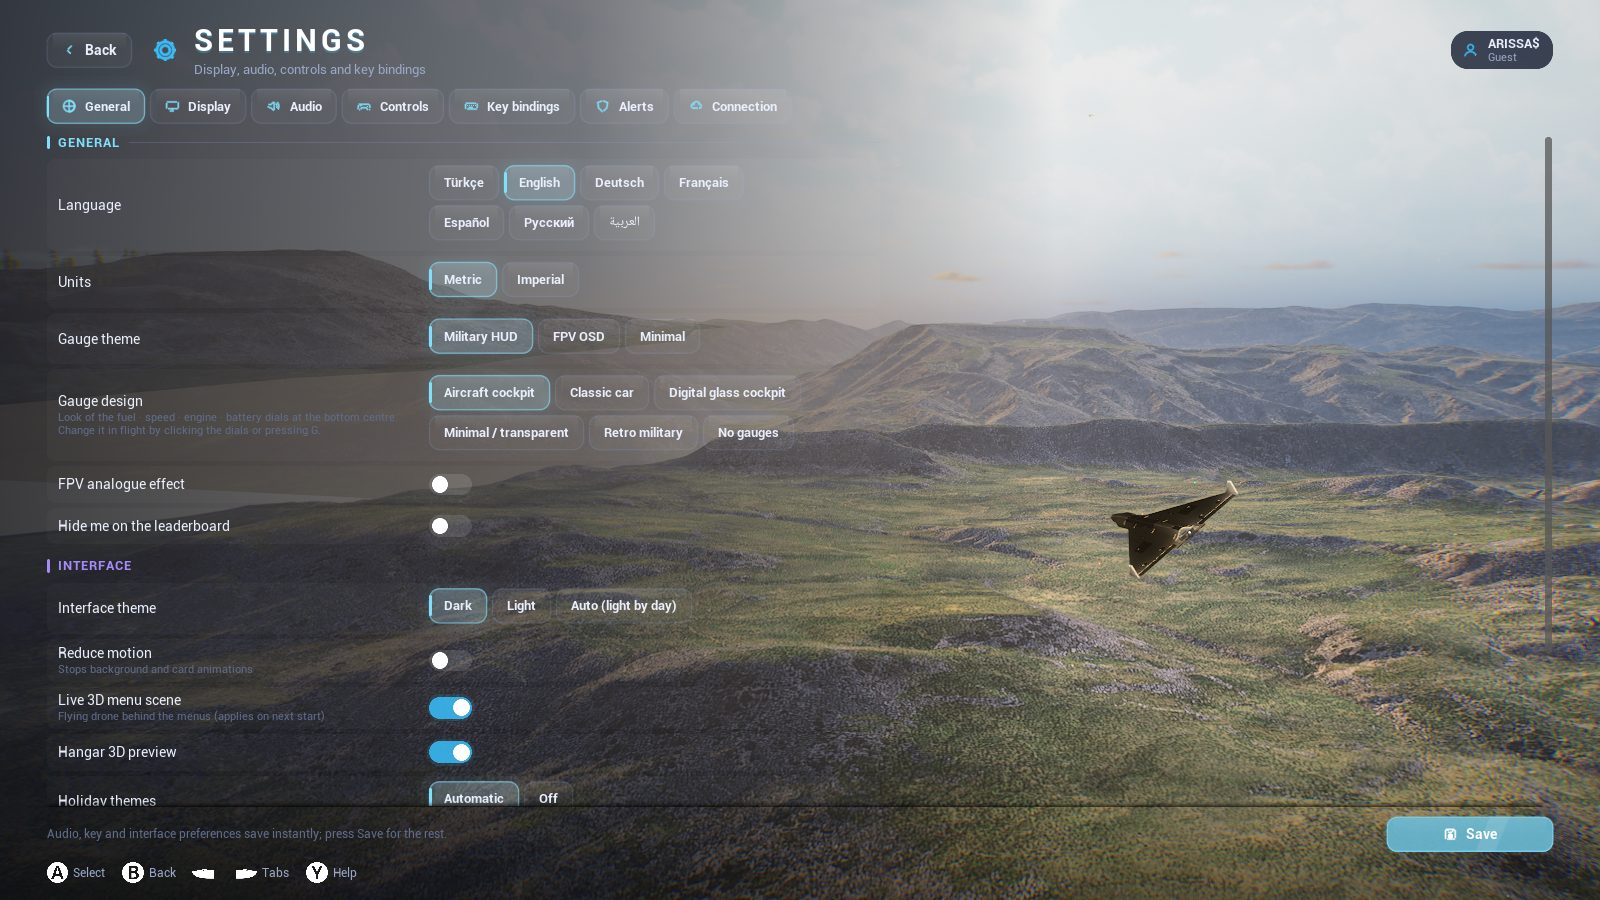 Back
SETTINGS
Display, audio, controls and key bindings
ARISSA$
Guest
General
Display
Audio
Controls
Key bindings
Alerts
Connection
GENERAL
Language
Türkçe
English
Deutsch
Français
Español
Русский
العربية
Units
Metric
Imperial
Gauge theme
Military HUD
FPV OSD
Minimal
Gauge design
Look of the fuel · speed · engine · battery dials at the bottom centre.
Change it in flight by clicking the dials or pressing G.
Aircraft cockpit
Classic car
Digital glass cockpit
Minimal / transparent
Retro military
No gauges
FPV analogue effect
Hide me on the leaderboard
INTERFACE
Interface theme
Dark
Light
Auto (light by day)
Reduce motion
Stops background and card animations
Live 3D menu scene
Flying drone behind the menus (applies on next start)
Hangar 3D preview
Holiday themes
Automatic
Off
Audio, key and interface preferences save instantly; press Save for the rest.
Save
A Select
B Back
Tabs
Y Help